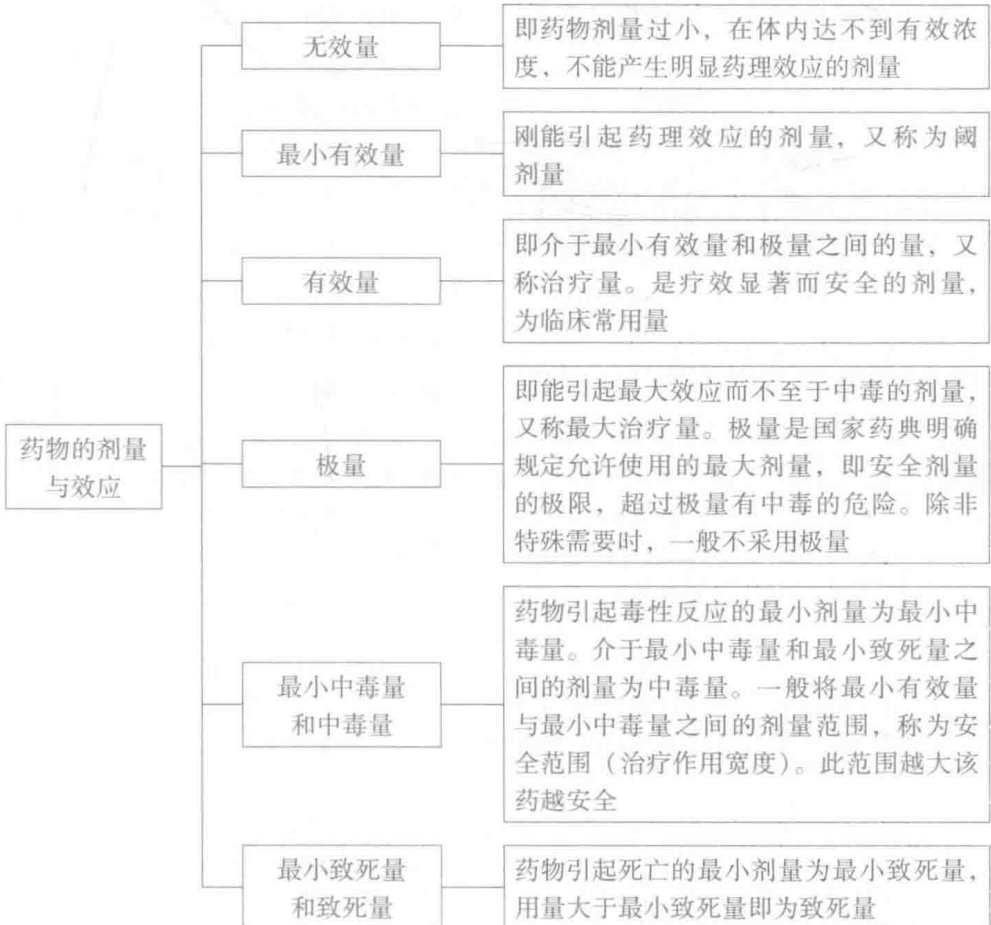 无效量
即药物剂量过小，在体内达不到有效浓
度，不能产生明显药理效应的剂量
最小有效量
刚能引起药理效应的剂量，又称为阈
剂量
有效量
即介于最小有效量和极量之间的量，又
称治疗量。是疗效显著而安全的剂量，
为临床常用量
药物的剂量
与效应
极量
即能引起最大效应而不至于中毒的剂量，
又称最大治疗量。极量是国家药典明确
规定允许使用的最大剂量，即安全剂量
的极限，超过极量有中毒的危险。除非
特殊需要时，一般不采用极量
最小中毒量
和中毒量
药物引起毒性反应的最小剂量为最小中
毒量。介于最小中毒量和最小致死量之
间的剂量为中毒量。一般将最小有效量
与最小中毒量之间的剂量范围，称为安
全范围（治疗作用宽度）。此范围越大该
药越安全
最小致死量
和致死量
药物引起死亡的最小剂量为最小致死量，
用量大于最小致死量即为致死量